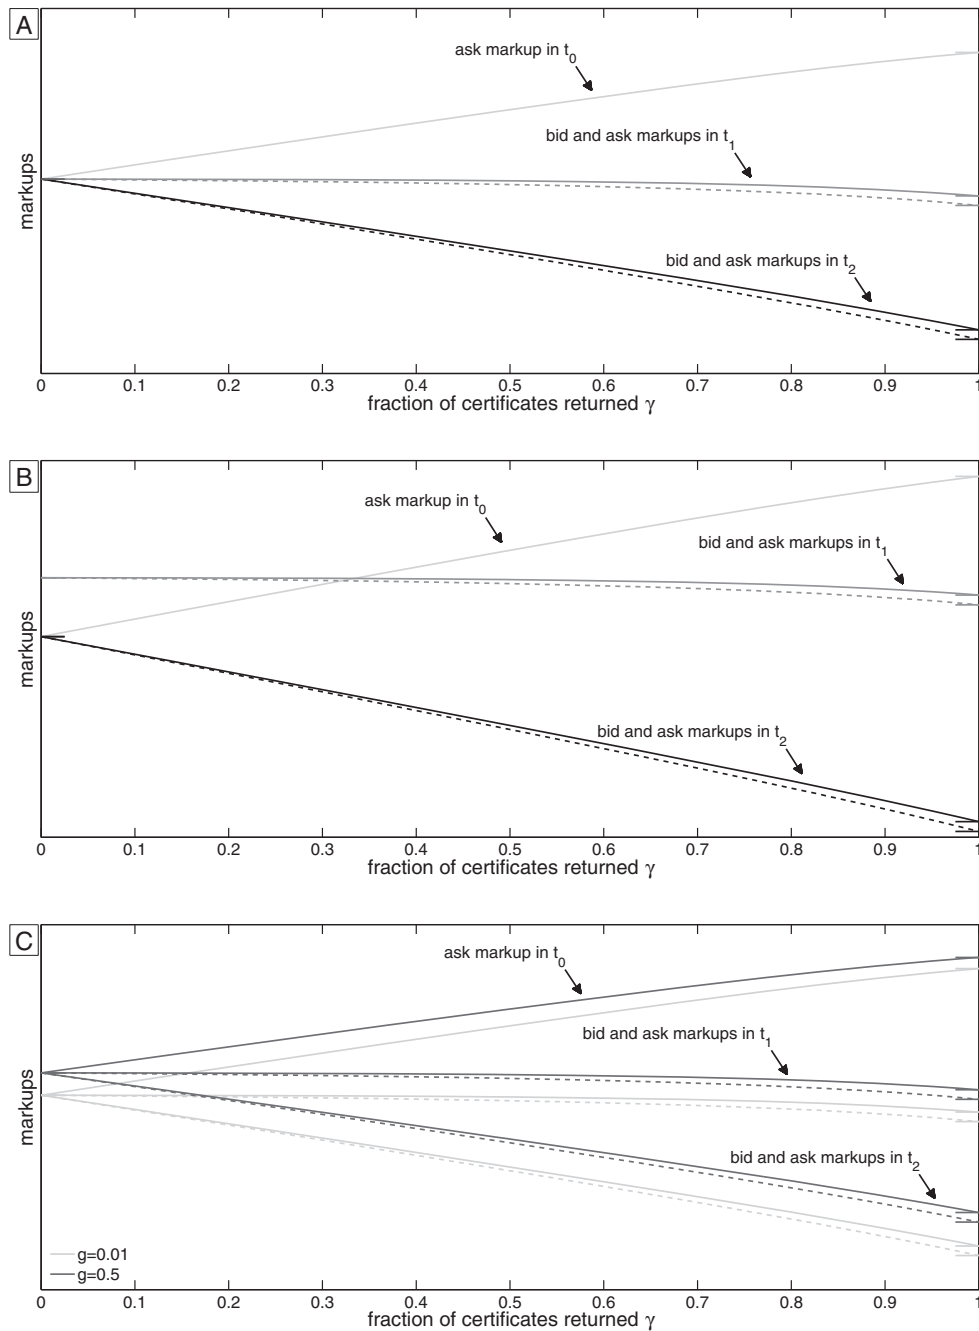 A
ask markup in t0
bid and ask markups in t1
bid and ask markups in t2
markups
0 0.1 0.2 0.3 0.4 0.5 0.6 0.7 0.8 0.9 1
fraction of certificates returned γ
B
ask markup in t0
bid and ask markups in t1
bid and ask markups in t2
markups
0 0.1 0.2 0.3 0.4 0.5 0.6 0.7 0.8 0.9 1
fraction of certificates returned γ
C
ask markup in t0
bid and ask markups in t1
bid and ask markups in t2
markups
g=0.01
g=0.5
0 0.1 0.2 0.3 0.4 0.5 0.6 0.7 0.8 0.9 1
fraction of certificates returned γ